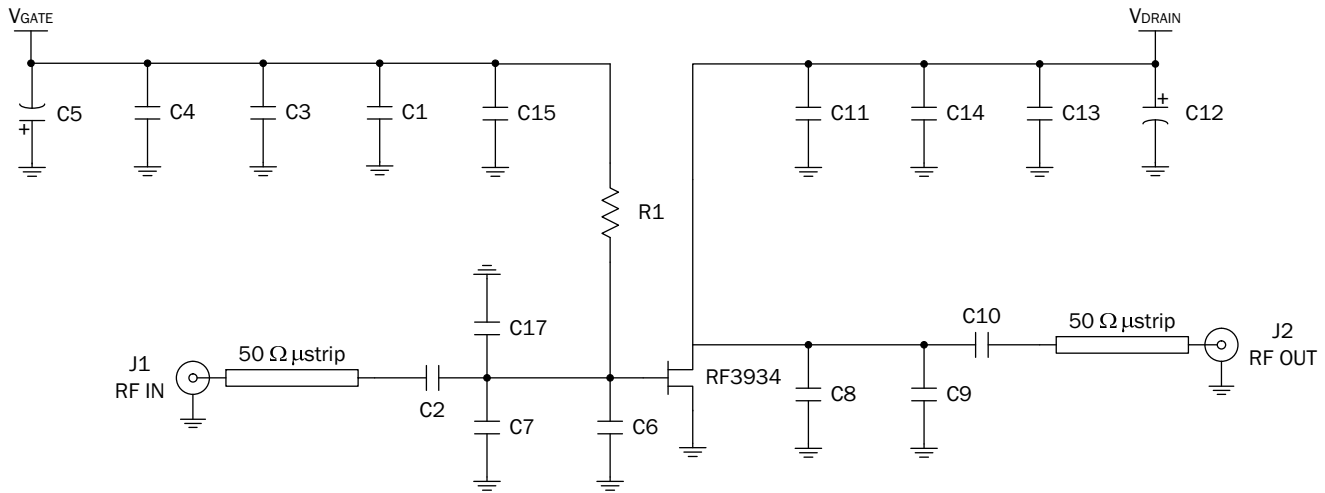 VGATE
VDRAIN
C5
+
C4
C3
C1
C15
C11
C14
C13
+
C12
R1
C17
C10
50 Ω µstrip
J2
RF OUT
J1
RF IN
50 Ω µstrip
RF3934
C2
C7
C6
C8
C9